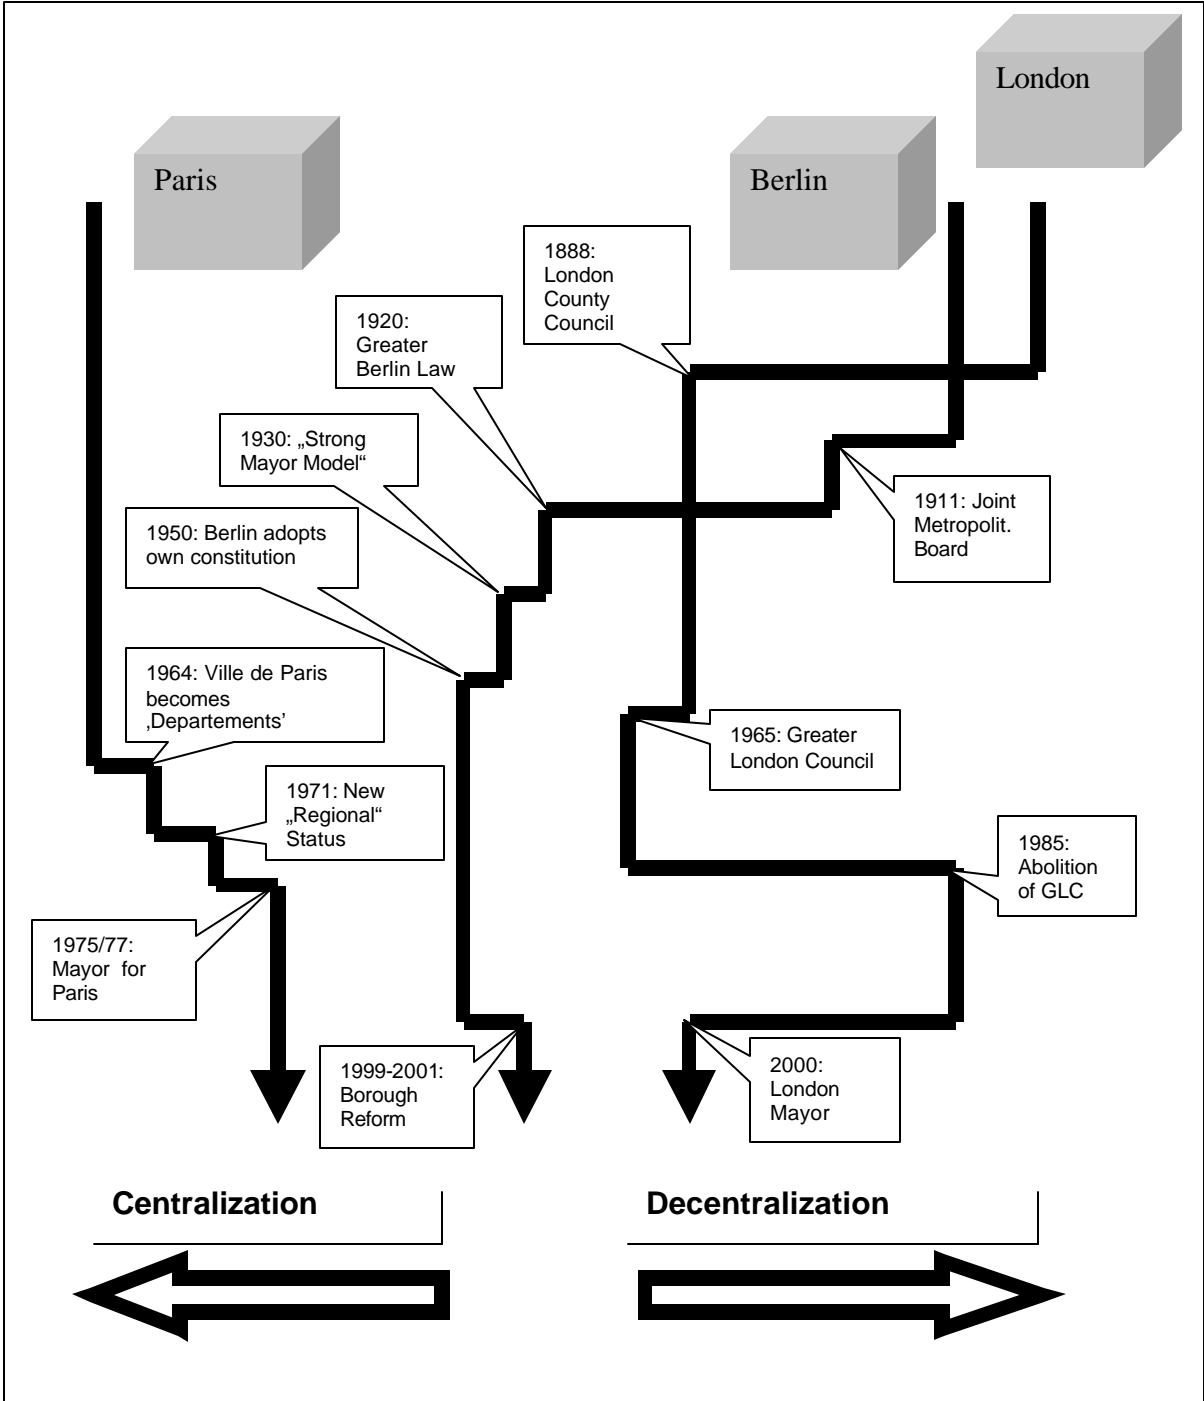 London
Paris
Berlin
1888:
London
County
Council
1920:
Greater
Berlin Law
1930: „Strong
Mayor Model“
1911: Joint
Metropolit.
Board
1950: Berlin adopts
own constitution
1964: Ville de Paris
becomes
‚Departements’
1965: Greater
London Council
1971: New
„Regional“
Status
1985:
Abolition
of GLC
1975/77:
Mayor for
Paris
1999-2001:
Borough
Reform
2000:
London
Mayor
Centralization
Decentralization